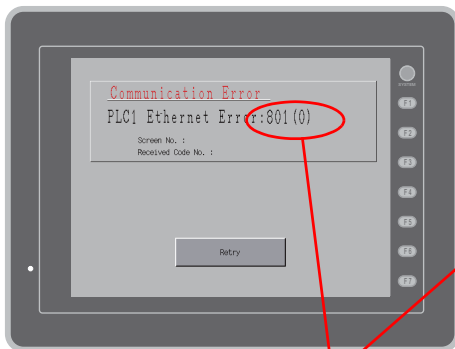 Communication Error
PLC1 Ethernet Error:801(0)
Screen No. :
Received Code No. :
Retry
SYSTEM
F1
F2
F3
F4
F5
F6
F7